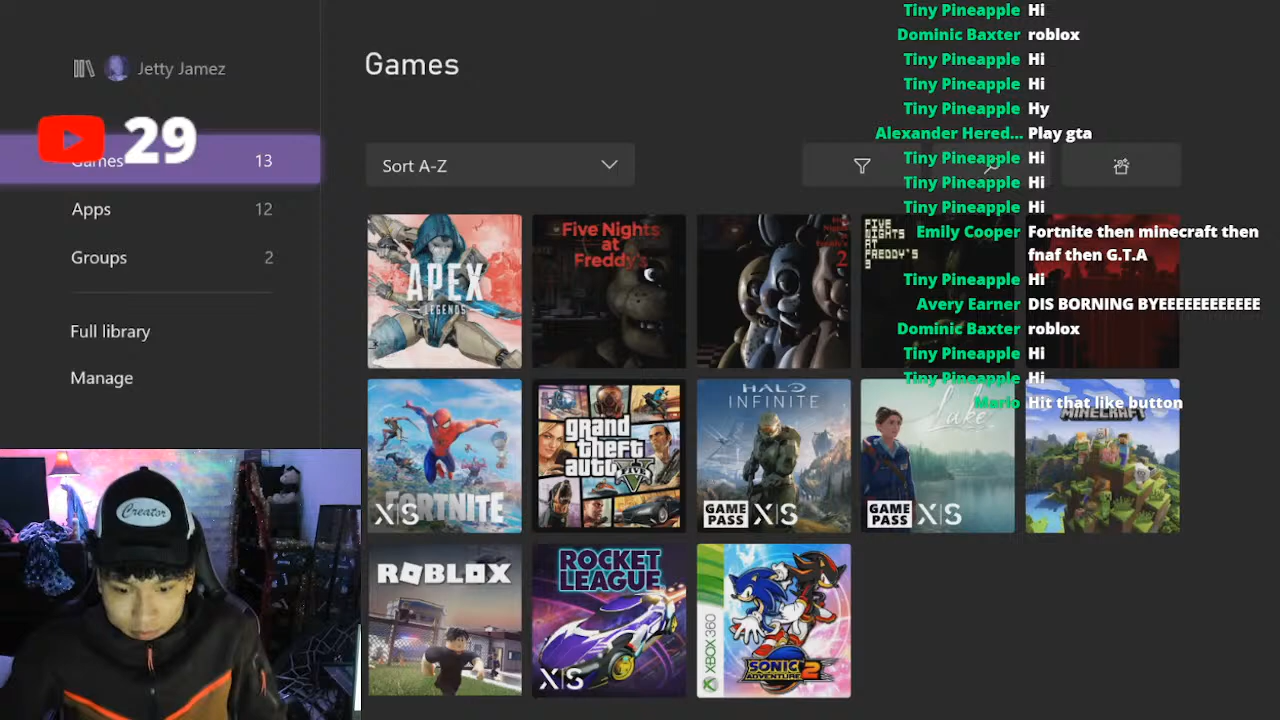 Jetty Jamez
29
Games 13
Apps 12
Groups 2
Full library
Manage
Games
Sort A-Z
APEX
LEGENDS
Five Nights
at
Freddy's
2
FIVE
NIGHTS
AT
FREDDY'S
3
FORTNITE
X|S
grand
theft
auto
V
HALO
INFINITE
GAME
PASS
X|S
Lake
GAME
PASS
X|S
MINECRAFT
ROBLOX
ROCKET
LEAGUE
X|S
XBOX 360
SONIC
ADVENTURE 2
Tiny Pineapple Hi
Dominic Baxter roblox
Tiny Pineapple Hi
Tiny Pineapple Hi
Tiny Pineapple Hy
Alexander Hered... Play gta
Tiny Pineapple Hi
Tiny Pineapple Hi
Tiny Pineapple Hi
Emily Cooper Fortnite then minecraft then
fnaf then G.T.A
Tiny Pineapple Hi
Avery Earner DIS BORNING BYEEEEEEEEEEE
Dominic Baxter roblox
Tiny Pineapple Hi
Tiny Pineapple Hi
Mario Hit that like button
Creator